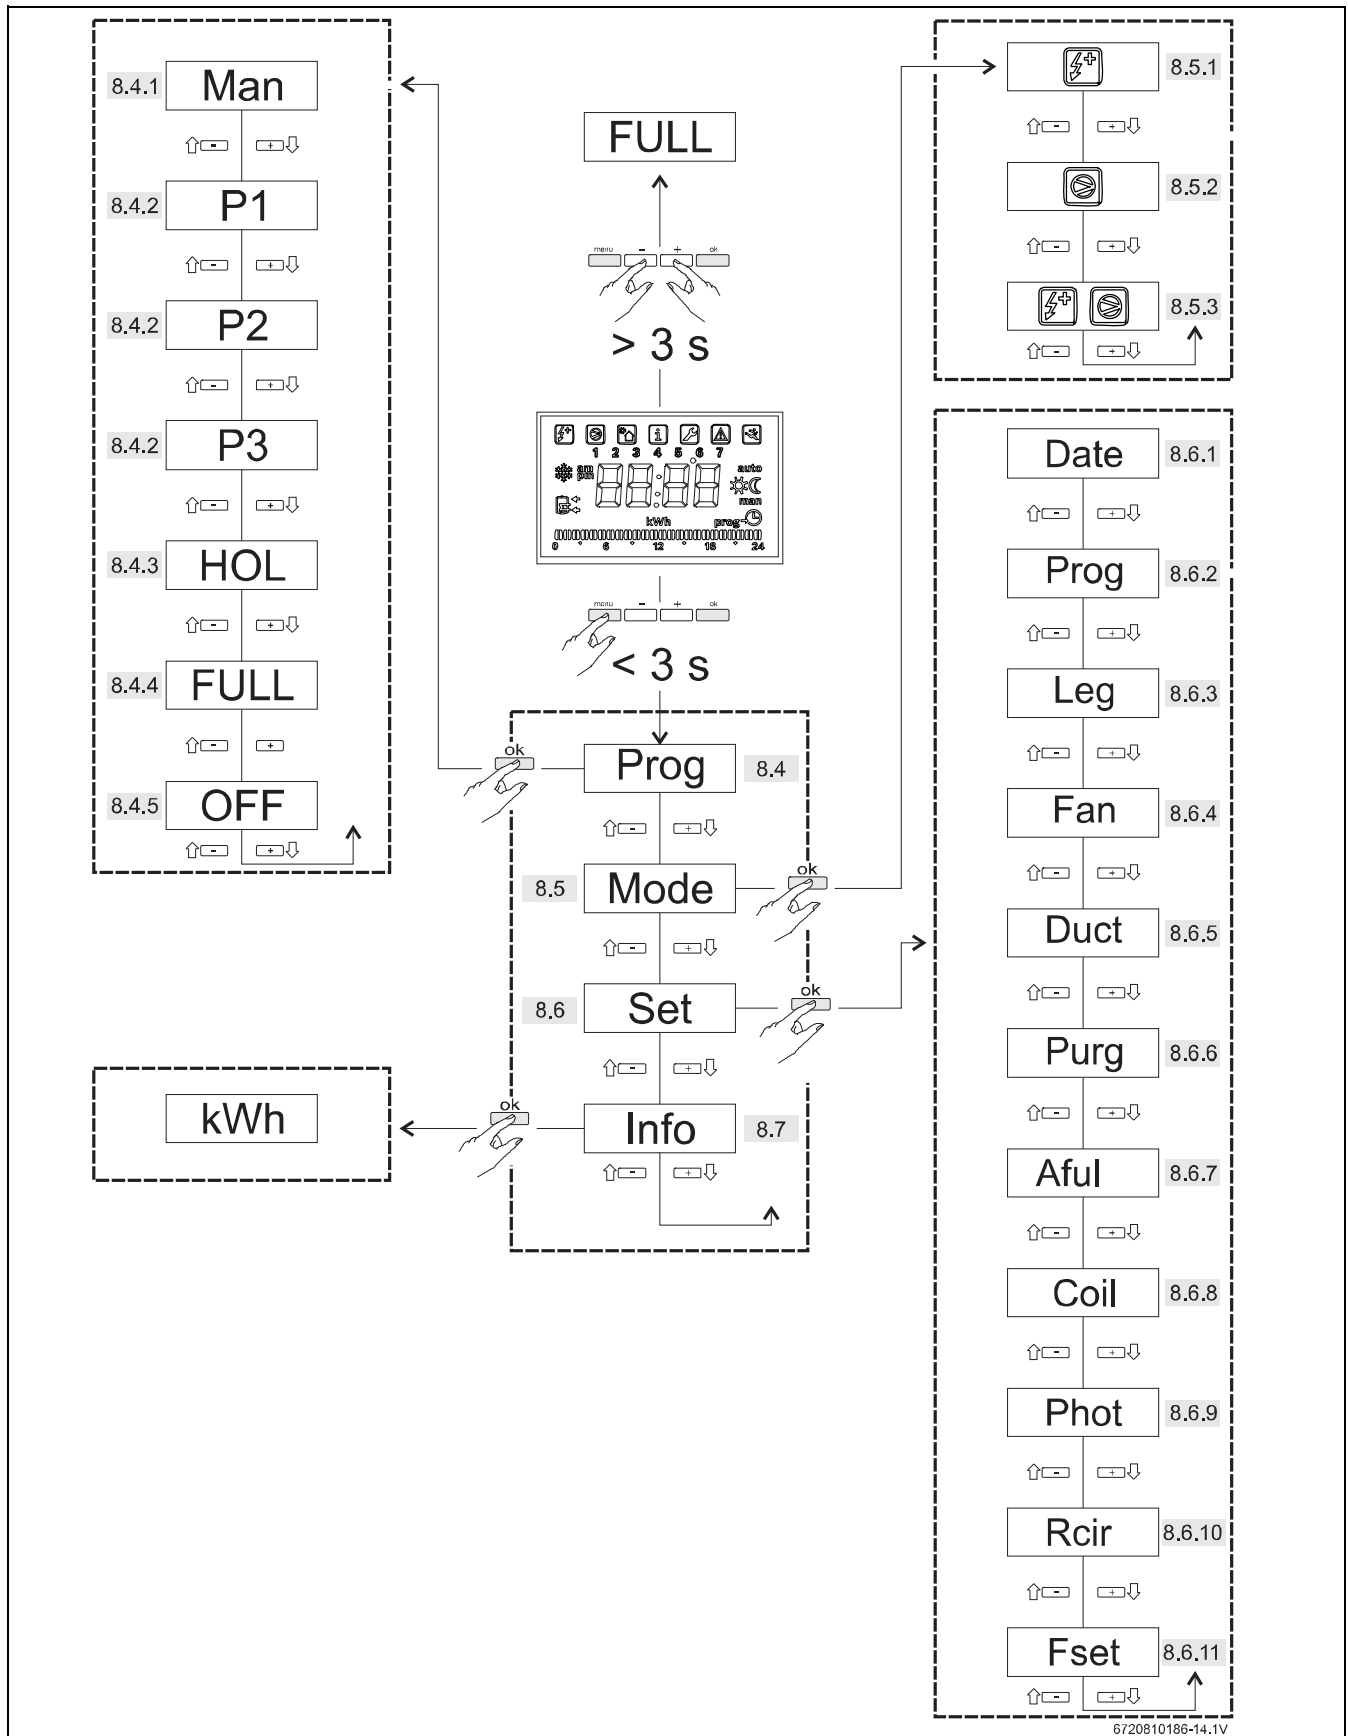 8.4.1 Man
- +
8.4.2 P1
- +
8.4.2 P2
- +
8.4.2 P3
- +
8.4.3 HOL
- +
8.4.4 FULL
- +
8.4.5 OFF
- +
FULL
menu - + ok
> 3 s
1 2 3 4 5 6 7
am
pm
88:88
auto
man
kWh prog
0 6 12 18 24
menu - + ok
< 3 s
ok
Prog 8.4
- +
8.5 Mode
ok
- +
8.6 Set
ok
- +
ok
Info 8.7
- +
kWh
8.5.1
- +
8.5.2
- +
8.5.3
- +
Date 8.6.1
- +
Prog 8.6.2
- +
Leg 8.6.3
- +
Fan 8.6.4
- +
Duct 8.6.5
- +
Purg 8.6.6
- +
Aful 8.6.7
- +
Coil 8.6.8
- +
Phot 8.6.9
- +
Rcir 8.6.10
- +
Fset 8.6.11
- +
6720810186-14.1V